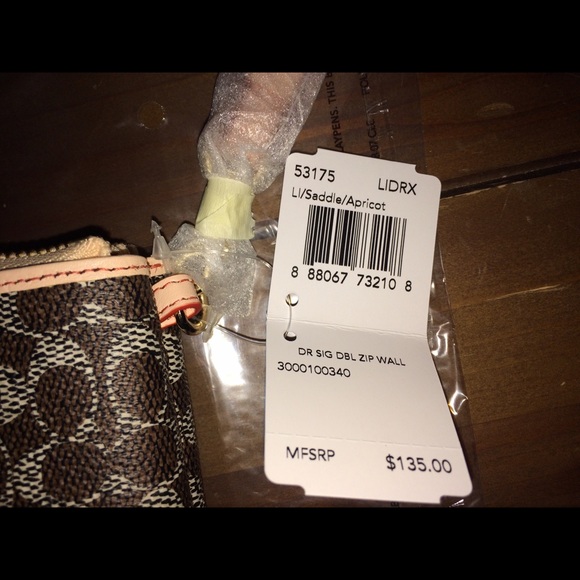 53175 LIDRX
LI/Saddle/Apricot
8 88067 73210 8
DR SIG DBL ZIP WALL
3000100340
MFSRP $135.00